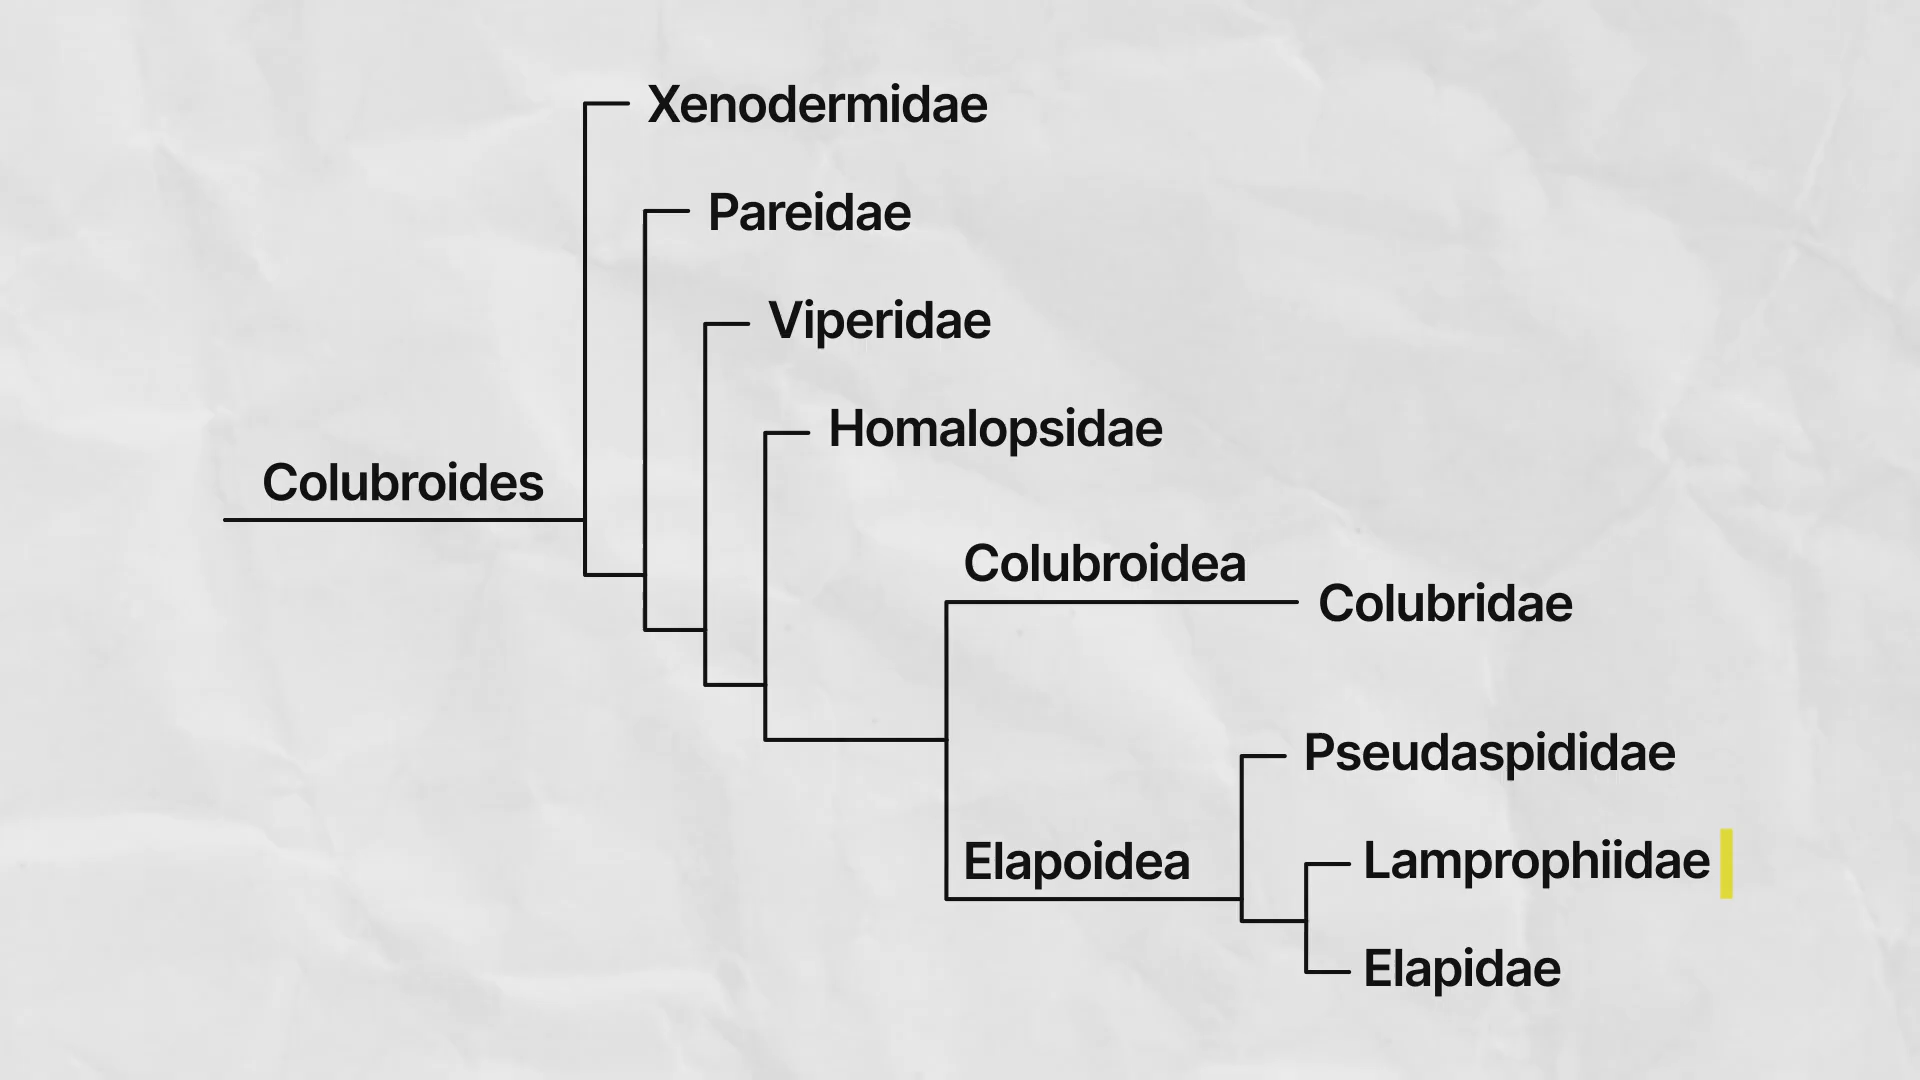 Xenodermidae
Pareidae
Viperidae
Homalopsidae
Colubroides
Colubroidea
Colubridae
Pseudaspididae
Elapoidea
Lamprophiidae
Elapidae